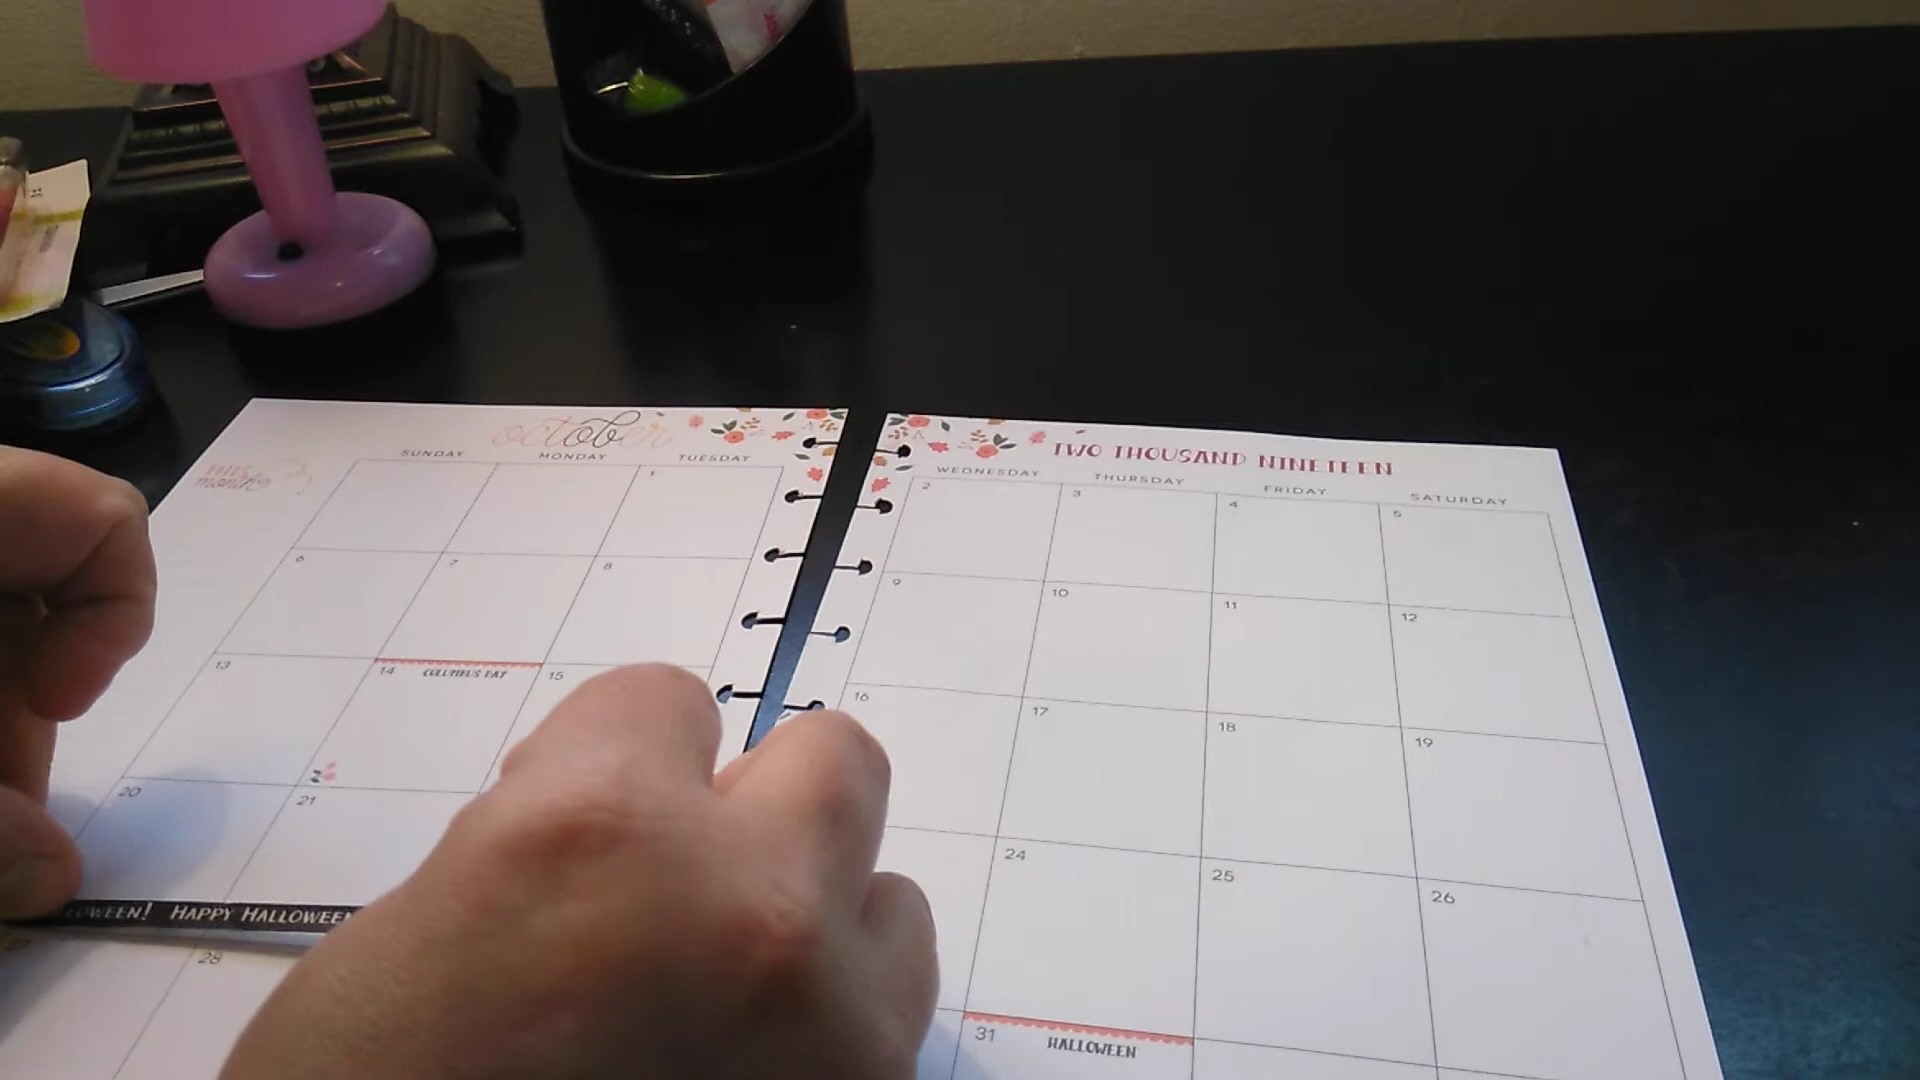 october
THIS
month
SUNDAY MONDAY TUESDAY
1
6 7 8
13 14 COLUMBUS DAY 15
20 21
HAPPY HALLOWEEN
28
TWO THOUSAND NINETEEN
WEDNESDAY THURSDAY FRIDAY SATURDAY
2 3 4 5
9 10 11 12
16 17 18 19
24 25 26
31 HALLOWEEN